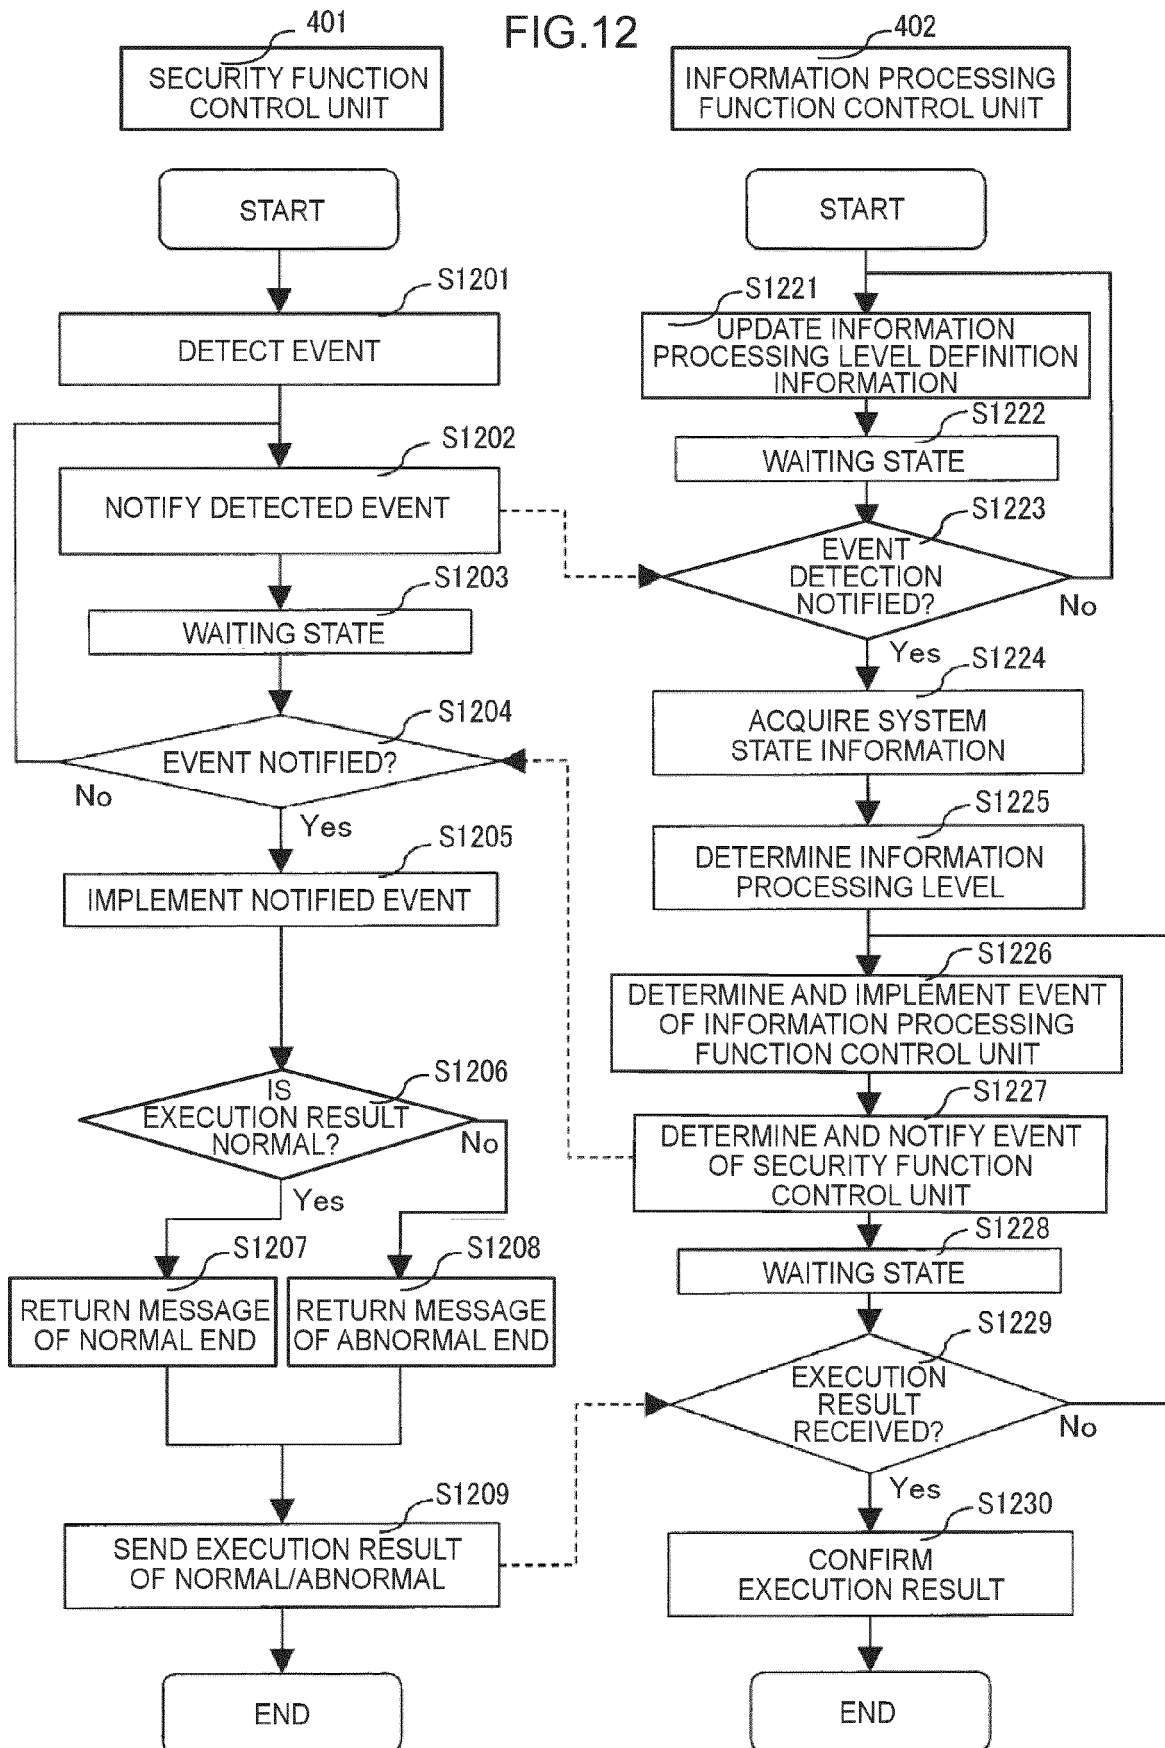 FIG.12
401
SECURITY FUNCTION
CONTROL UNIT
START
S1201
DETECT EVENT
S1202
NOTIFY DETECTED EVENT
S1203
WAITING STATE
S1204
EVENT NOTIFIED?
No
Yes
S1205
IMPLEMENT NOTIFIED EVENT
S1206
IS
EXECUTION RESULT
NORMAL?
No
Yes
S1207
RETURN MESSAGE
OF NORMAL END
S1208
RETURN MESSAGE
OF ABNORMAL END
S1209
SEND EXECUTION RESULT
OF NORMAL/ABNORMAL
END
402
INFORMATION PROCESSING
FUNCTION CONTROL UNIT
START
S1221
UPDATE INFORMATION
PROCESSING LEVEL DEFINITION
INFORMATION
S1222
WAITING STATE
S1223
EVENT
DETECTION
NOTIFIED?
No
Yes
S1224
ACQUIRE SYSTEM
STATE INFORMATION
S1225
DETERMINE INFORMATION
PROCESSING LEVEL
S1226
DETERMINE AND IMPLEMENT EVENT
OF INFORMATION PROCESSING
FUNCTION CONTROL UNIT
S1227
DETERMINE AND NOTIFY EVENT
OF SECURITY FUNCTION
CONTROL UNIT
S1228
WAITING STATE
S1229
EXECUTION
RESULT
RECEIVED?
No
Yes
S1230
CONFIRM
EXECUTION RESULT
END